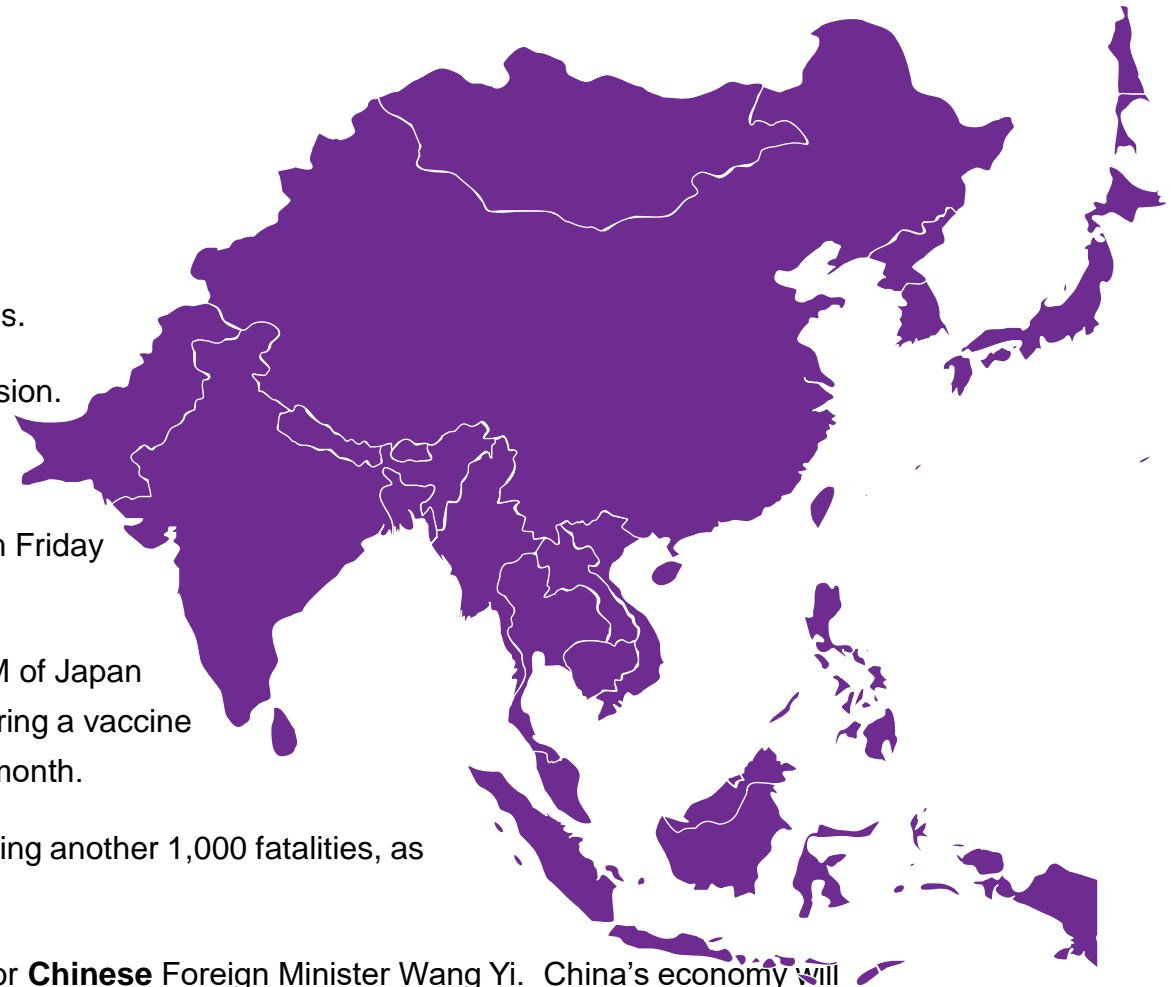 s.
sion.
n Friday
M of Japan
ring a vaccine
month.
ing another 1,000 fatalities, as
or Chinese Foreign Minister Wang Yi. China's economy will